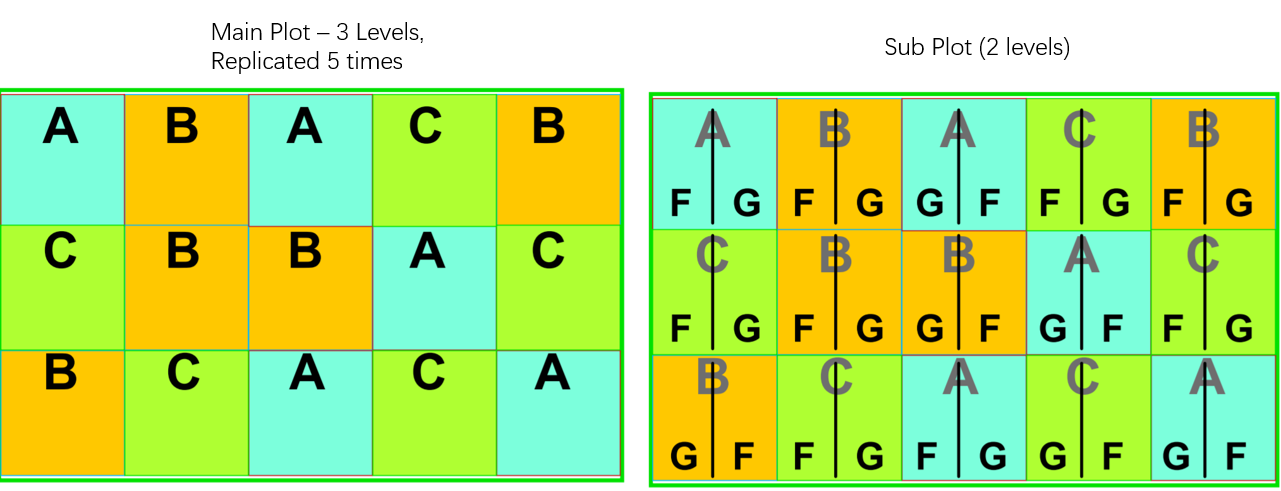 Main Plot – 3 Levels,
Replicated 5 times
A B A C B
C B B A C
B C A C A
Sub Plot (2 levels)
A B A C B
F G F G G F F G F G
C B B A C
F G F G G F G F F G
B C A C A
G F F G F G G F G F